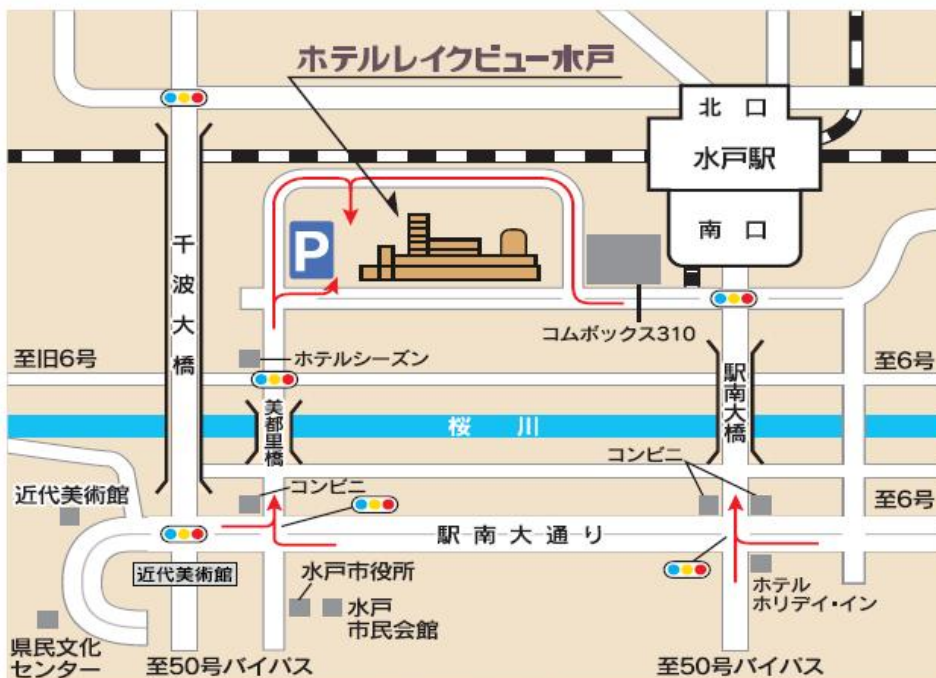 ホテルレイクビュー水戸
北口
水戸駅
南口
千波大橋
P
コムボックス310
至旧6号
ホテルシーズン
至6号
美都里橋
駅南大橋
桜川
コンビニ
近代美術館
コンビニ
至6号
駅南大通り
近代美術館
水戸市役所
水戸
市民会館
ホテル
ホリデイ・イン
県民文化
センター
至50号バイパス
至50号バイパス